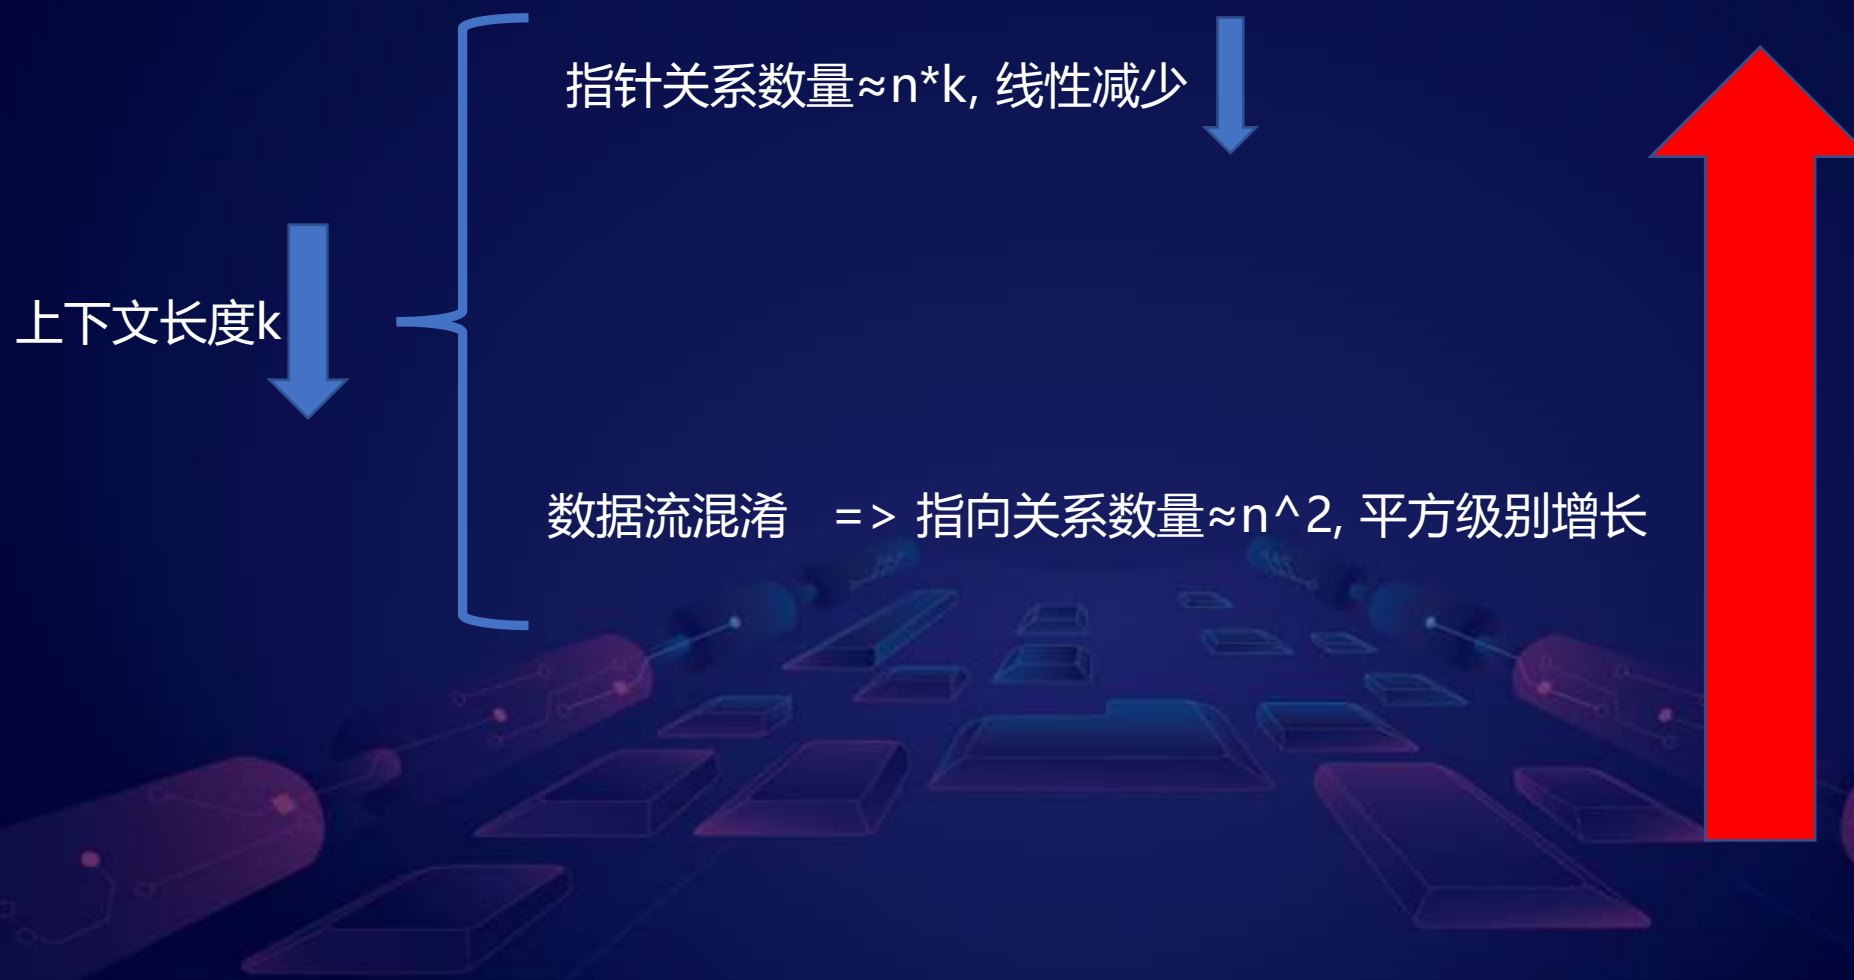 指针关系数量≈n*k, 线性减少
上下文长度k
数据流混淆 => 指向关系数量≈n^2, 平方级别增长